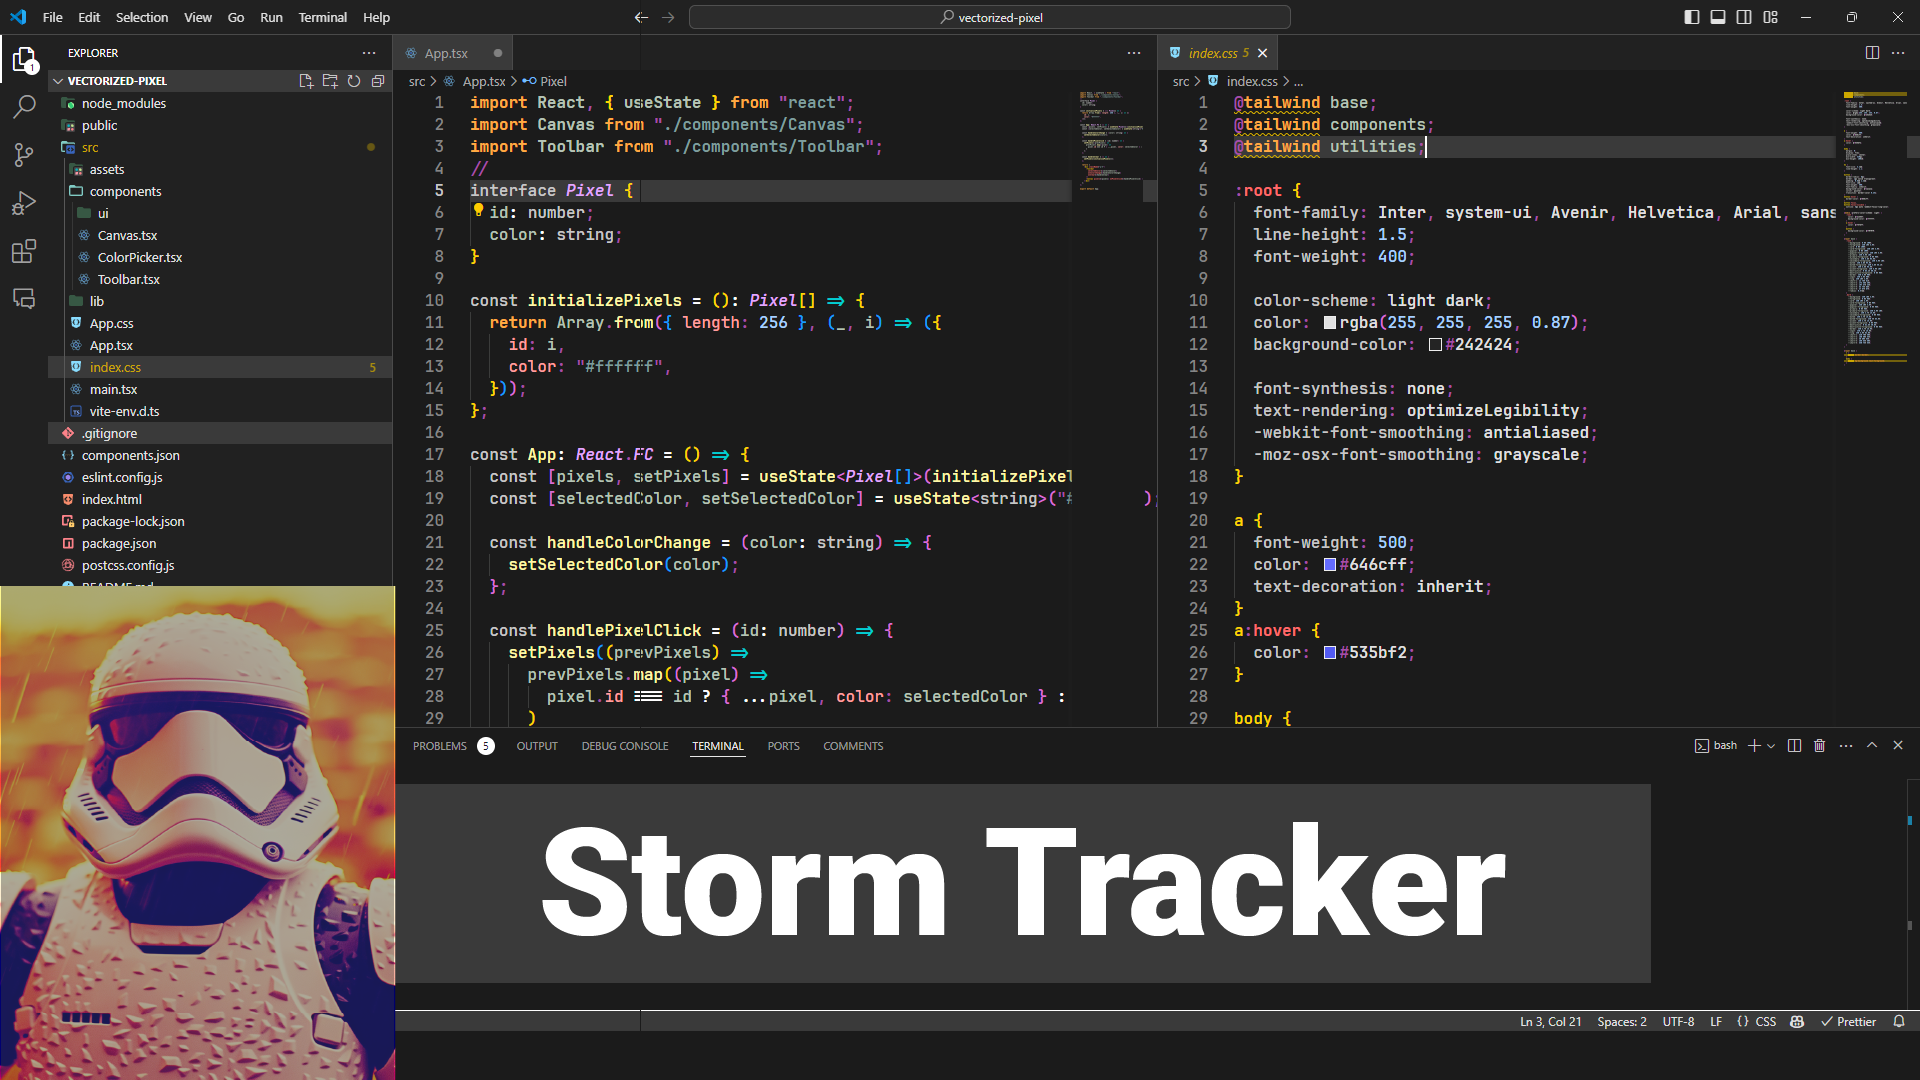 File Edit Selection View Go Run Terminal Help
vectorized-pixel
EXPLORER
1
VECTORIZED-PIXEL
node_modules
public
src
assets
components
ui
Canvas.tsx
ColorPicker.tsx
Toolbar.tsx
lib
App.css
App.tsx
index.css 5
main.tsx
vite-env.d.ts
.gitignore
components.json
eslint.config.js
index.html
package-lock.json
package.json
postcss.config.js
App.tsx
src > App.tsx > Pixel
1 import React, { useState } from "react";
2 import Canvas from "./components/Canvas";
3 import Toolbar from "./components/Toolbar";
4 //
5 interface Pixel {
6 id: number;
7 color: string;
8 }
9
10 const initializePixels = (): Pixel[] => {
11 return Array.from({ length: 256 }, (_, i) => ({
12 id: i,
13 color: "#ffffff",
14 }));
15 };
16
17 const App: React.FC = () => {
18 const [pixels, setPixels] = useState<Pixel[]>(initializePixel
19 const [selectedColor, setSelectedColor] = useState<string>("# );
20
21 const handleColorChange = (color: string) => {
22 setSelectedColor(color);
23 };
24
25 const handlePixelClick = (id: number) => {
26 setPixels((prevPixels) =>
27 prevPixels.map((pixel) =>
28 pixel.id === id ? { ...pixel, color: selectedColor } :
29 )
index.css 5
src > index.css > ...
1 @tailwind base;
2 @tailwind components;
3 @tailwind utilities;
4
5 :root {
6 font-family: Inter, system-ui, Avenir, Helvetica, Arial, sans
7 line-height: 1.5;
8 font-weight: 400;
9
10 color-scheme: light dark;
11 color: rgba(255, 255, 255, 0.87);
12 background-color: #242424;
13
14 font-synthesis: none;
15 text-rendering: optimizeLegibility;
16 -webkit-font-smoothing: antialiased;
17 -moz-osx-font-smoothing: grayscale;
18 }
19
20 a {
21 font-weight: 500;
22 color: #646cff;
23 text-decoration: inherit;
24 }
25 a:hover {
26 color: #535bf2;
27 }
28
29 body {
PROBLEMS 5 OUTPUT DEBUG CONSOLE TERMINAL PORTS COMMENTS
bash
Storm Tracker
Ln 3, Col 21 Spaces: 2 UTF-8 LF {} CSS Prettier